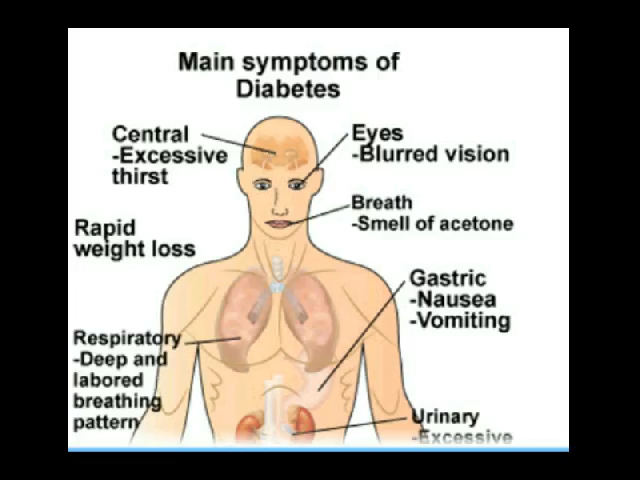 Main symptoms of
Diabetes
Central
-Excessive
thirst
Eyes
-Blurred vision
Breath
-Smell of acetone
Rapid
weight loss
Gastric
-Nausea
-Vomiting
Respiratory
-Deep and
labored
breathing
pattern
Urinary
-Excessive